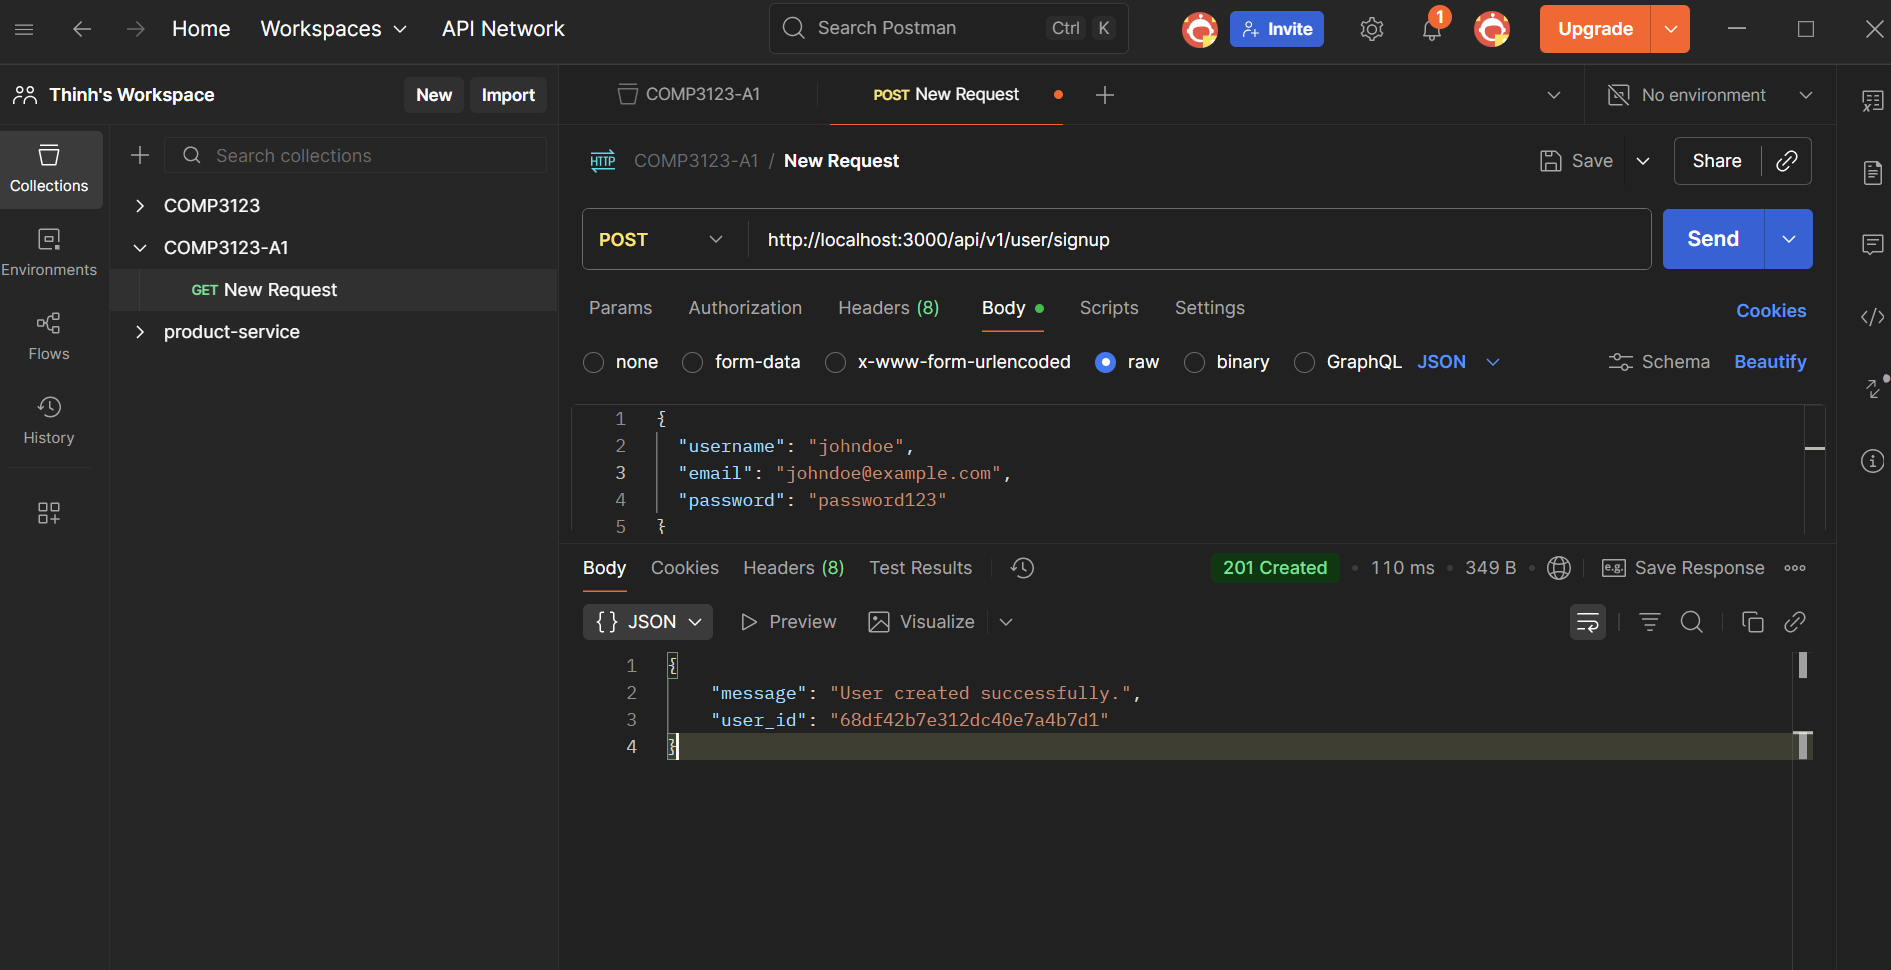 Home Workspaces API Network Search Postman Ctrl K Invite 1 Upgrade
Thinh's Workspace New Import COMP3123-A1 POST New Request No environment
Collections
Environments
Flows
History
Search collections
COMP3123
COMP3123-A1
GET New Request
product-service
HTTP COMP3123-A1 / New Request Save Share
POST http://localhost:3000/api/v1/user/signup Send
Params Authorization Headers (8) Body Scripts Settings Cookies
none form-data x-www-form-urlencoded raw binary GraphQL JSON Schema Beautify
1 {
2 "username": "johndoe",
3 "email": "johndoe@example.com",
4 "password": "password123"
5 }
Body Cookies Headers (8) Test Results 201 Created • 110 ms • 349 B • e.g. Save Response
{} JSON Preview Visualize
1 {
2 "message": "User created successfully.",
3 "user_id": "68df42b7e312dc40e7a4b7d1"
4 }